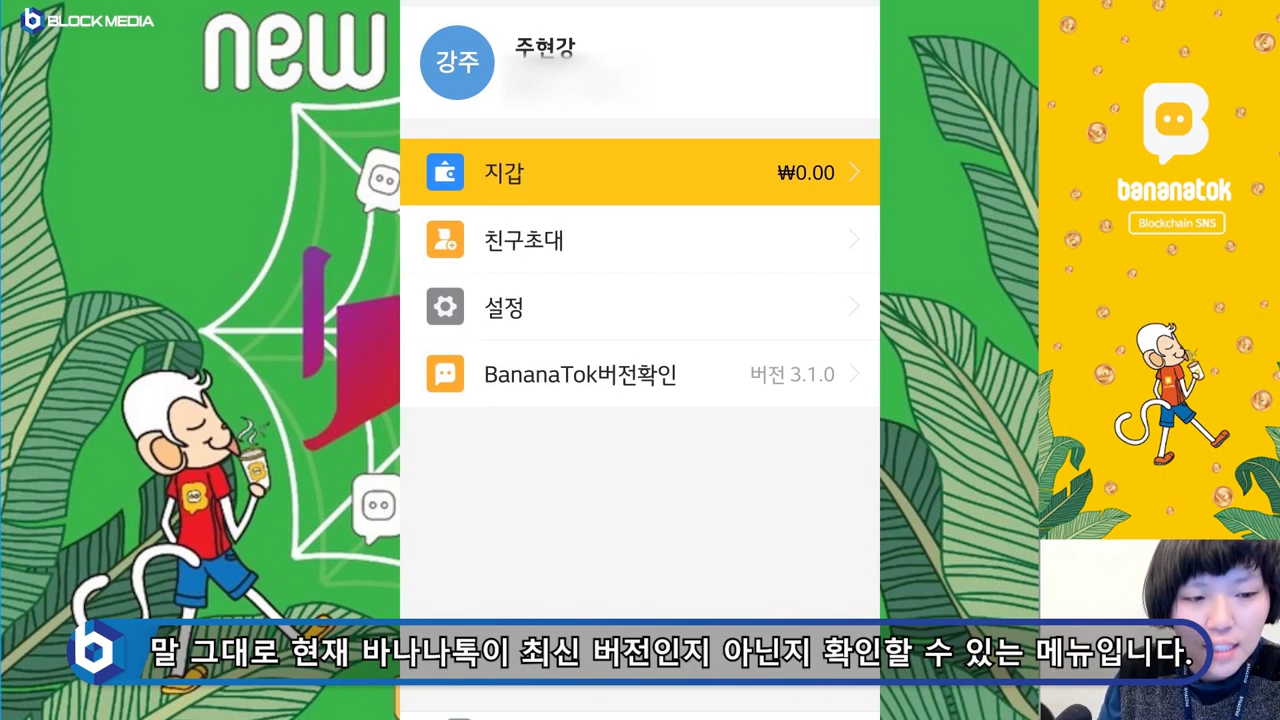 BLOCK MEDIA
new
강주
주현강
지갑
₩0.00
친구초대
설정
BananaTok버전확인
버전 3.1.0
bananatok
Blockchain SNS
말 그대로 현재 바나나톡이 최신 버전인지 아닌지 확인할 수 있는 메뉴입니다.